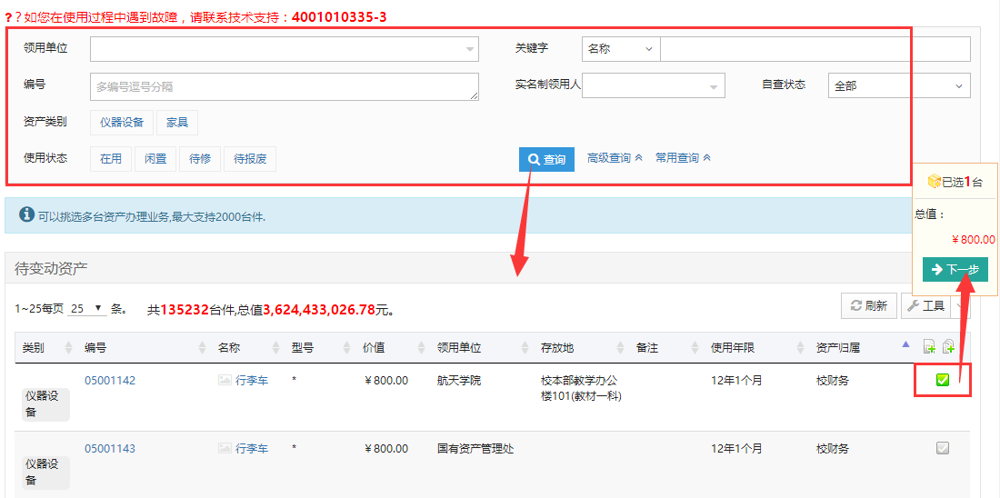 ? ? 如您在使用过程中遇到故障，请联系技术支持：4001010335-3
领用单位 关键字 名称
编号 多编号逗号分隔 实名制领用人 自查状态 全部
资产类别 仪器设备 家具
使用状态 在用 闲置 待修 待报废 查询 高级查询 常用查询
已选1台
总值：
￥800.00
下一步
可以挑选多台资产办理业务,最大支持2000台件.
待变动资产
1~25每页 25 条。 共135232台件,总值3,624,433,026.78元。 刷新 工具
类别 编号 名称 型号 价值 领用单位 存放地 备注 使用年限 资产归属
仪器设备 05001142 行李车 * ￥800.00 航天学院 校本部教学办公楼101(教材一科) 12年1个月 校财务
仪器设备 05001143 行李车 * ￥800.00 国有资产管理处 12年1个月 校财务